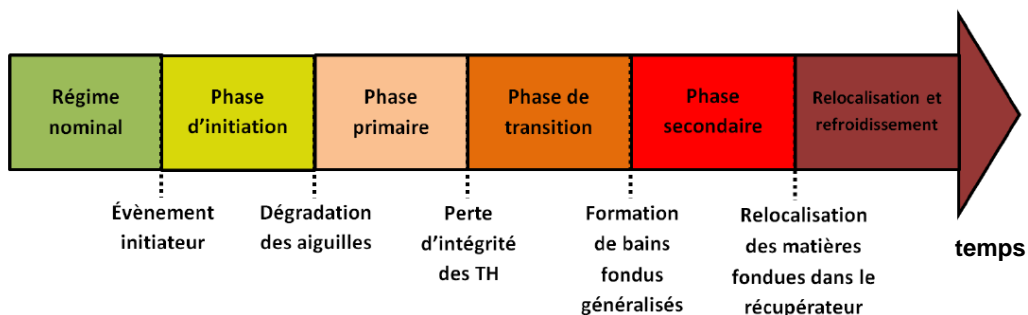 Régime
nominal
Phase
d'initiation
Phase
primaire
Phase de
transition
Phase
secondaire
Relocalisation et
refroidissement
Évènement
initiateur
Dégradation
des aiguilles
Perte
d'intégrité
des TH
Formation
de bains
fondus
généralisés
Relocalisation
des matières
fondues dans le
récupérateur
temps